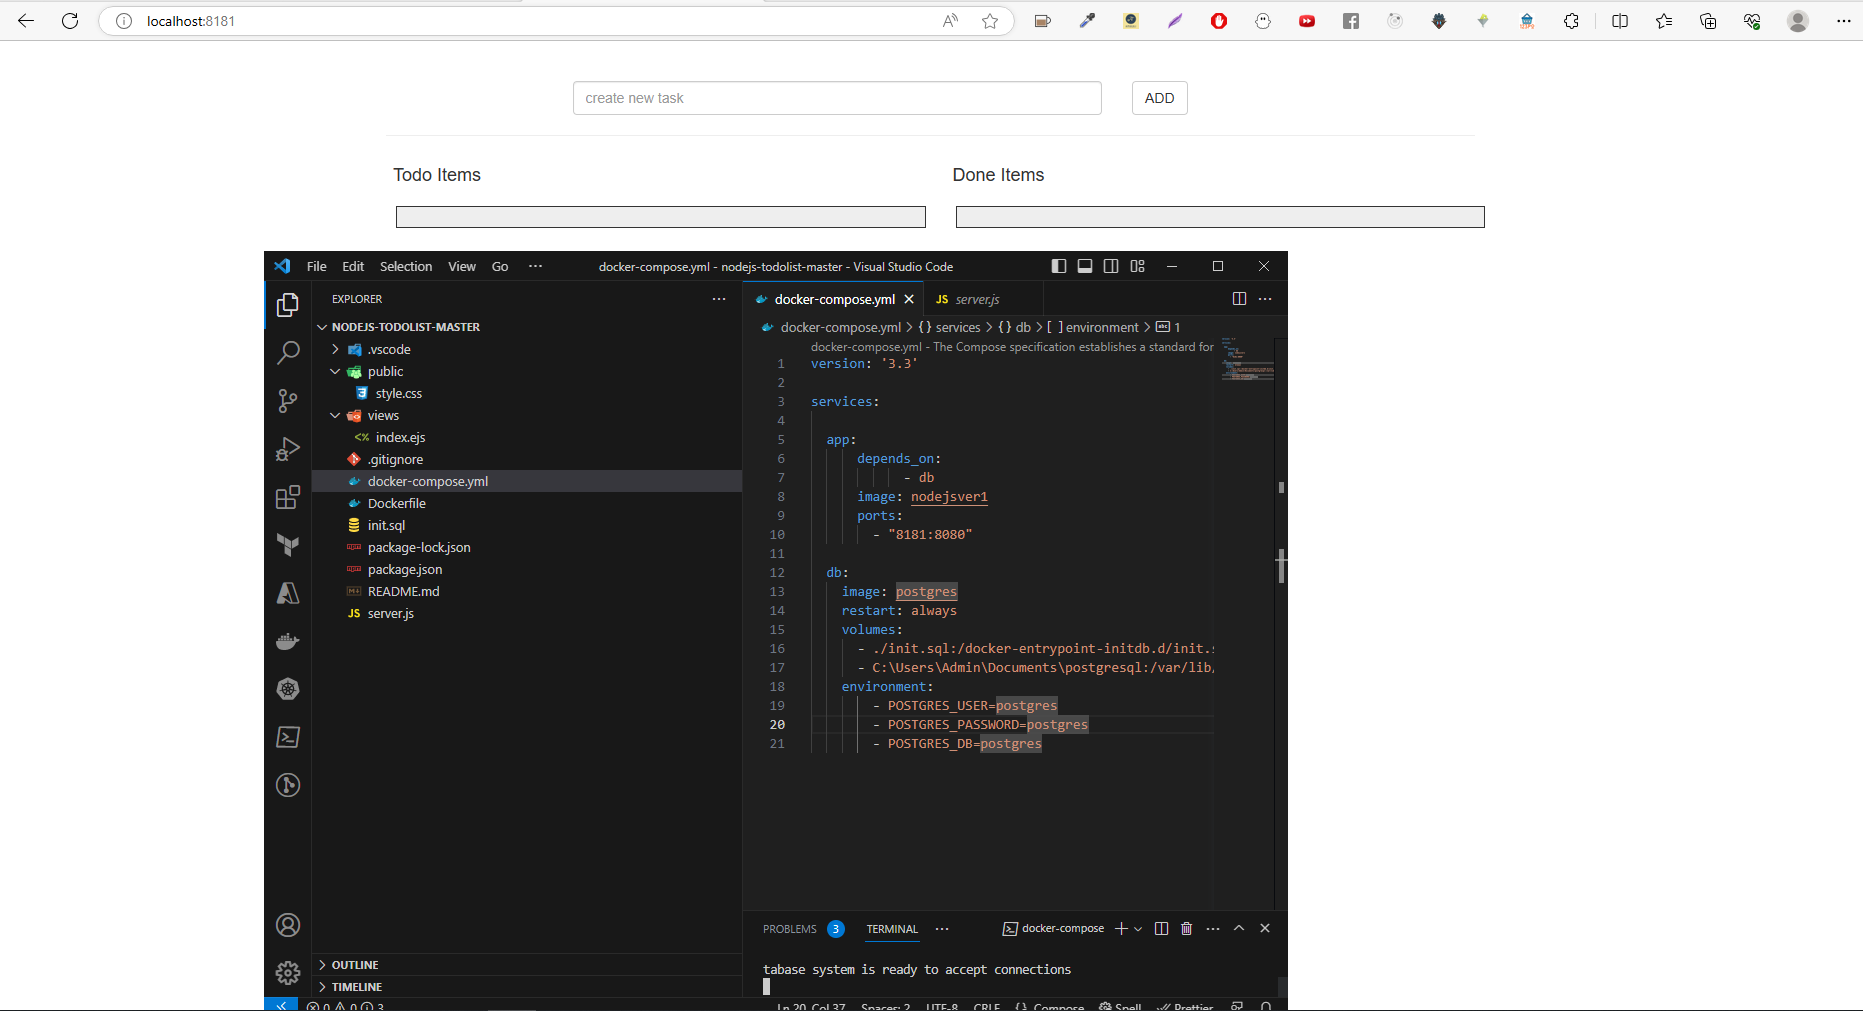 localhost:8181
create new task
ADD
Todo Items
Done Items
File Edit Selection View Go ··· docker-compose.yml - nodejs-todolist-master - Visual Studio Code
EXPLORER
NODEJS-TODOLIST-MASTER
.vscode
public
style.css
views
<% index.ejs
.gitignore
docker-compose.yml
Dockerfile
init.sql
package-lock.json
package.json
README.md
JS server.js
OUTLINE
TIMELINE
docker-compose.yml JS server.js
docker-compose.yml > {} services > {} db > [ ] environment > abc 1
docker-compose.yml - The Compose specification establishes a standard for
1 version: '3.3'
2
3 services:
4
5 app:
6 depends_on:
7 - db
8 image: nodejsver1
9 ports:
10 - "8181:8080"
11
12 db:
13 image: postgres
14 restart: always
15 volumes:
16 - ./init.sql:/docker-entrypoint-initdb.d/init.s
17 - C:\Users\Admin\Documents\postgresql:/var/lib/
18 environment:
19 - POSTGRES_USER=postgres
20 - POSTGRES_PASSWORD=postgres
21 - POSTGRES_DB=postgres
PROBLEMS 3 TERMINAL ··· docker-compose
tabase system is ready to accept connections
0 0 3 Ln 20, Col 37 Spaces: 2 UTF-8 CRLF {} Compose Spell Prettier